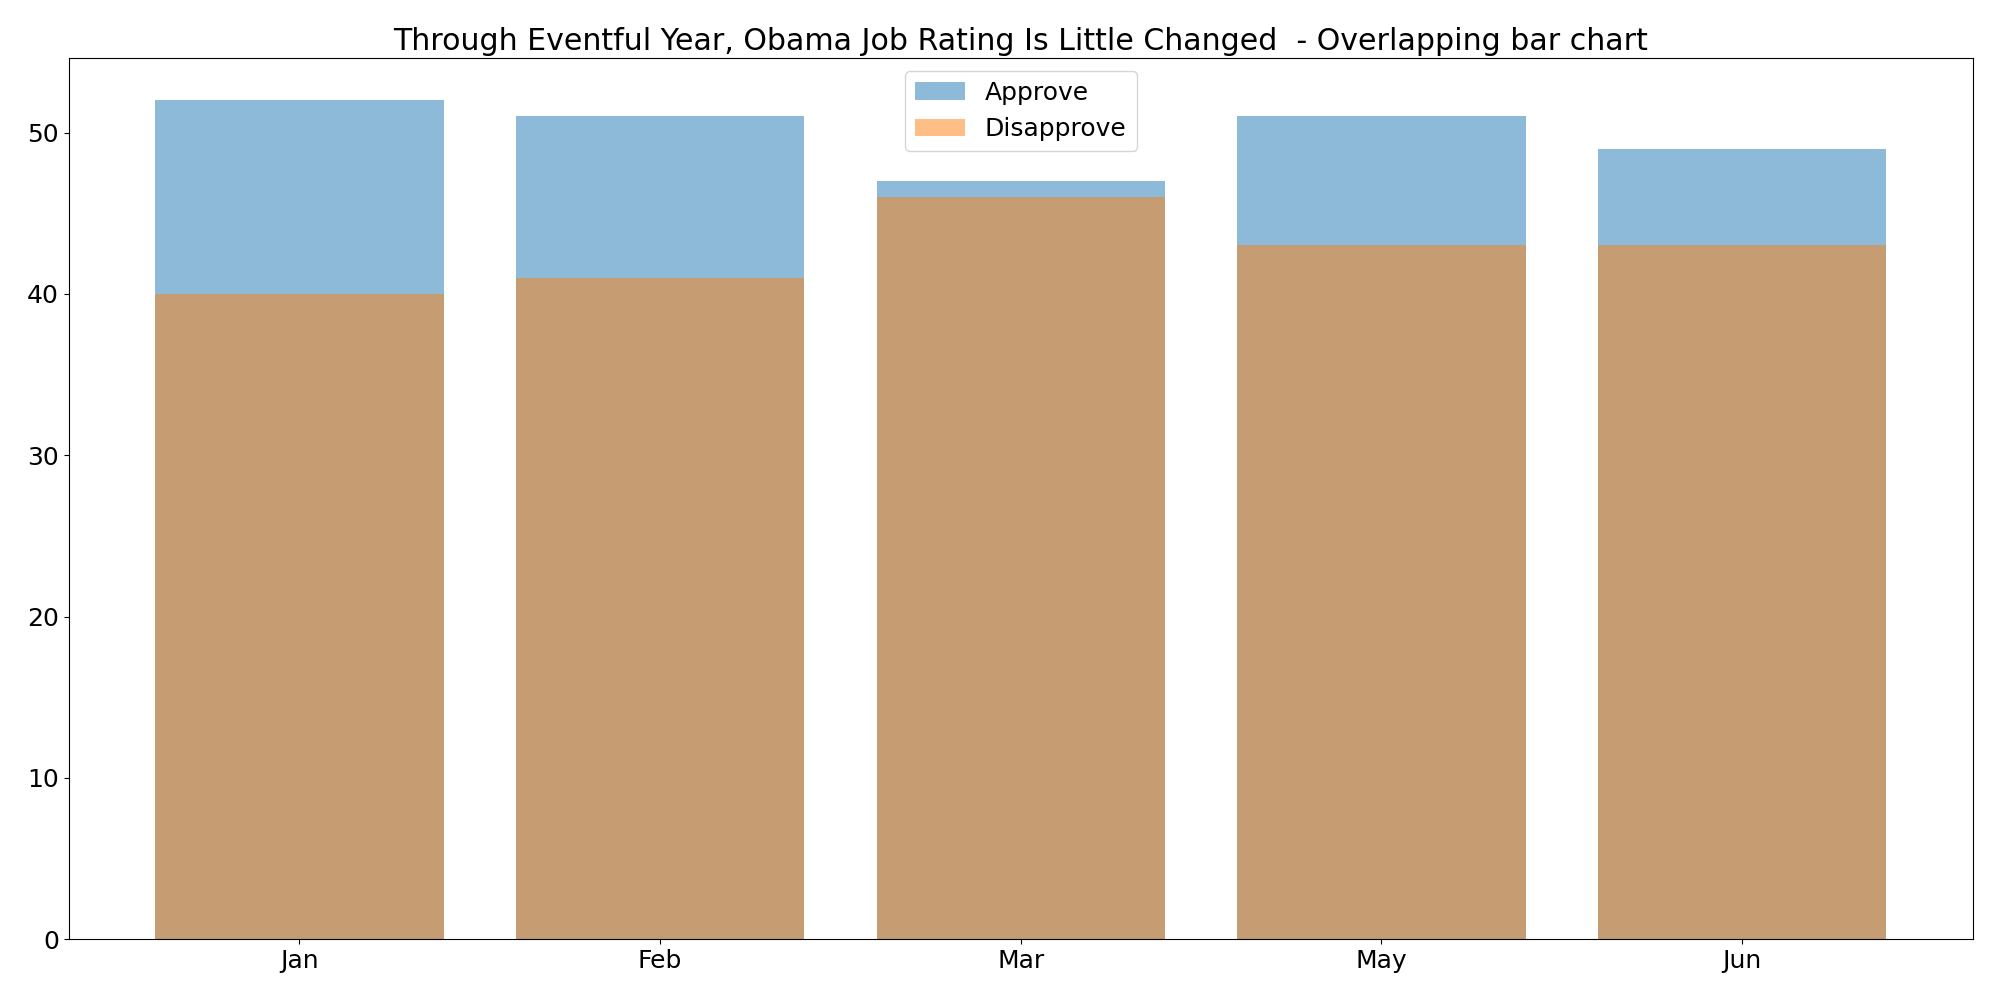 Through Eventful Year, Obama Job Rating Is Little Changed  - Overlapping bar chart
Approve
Disapprove
50
40
30
20
10
0
Jan Feb Mar May Jun